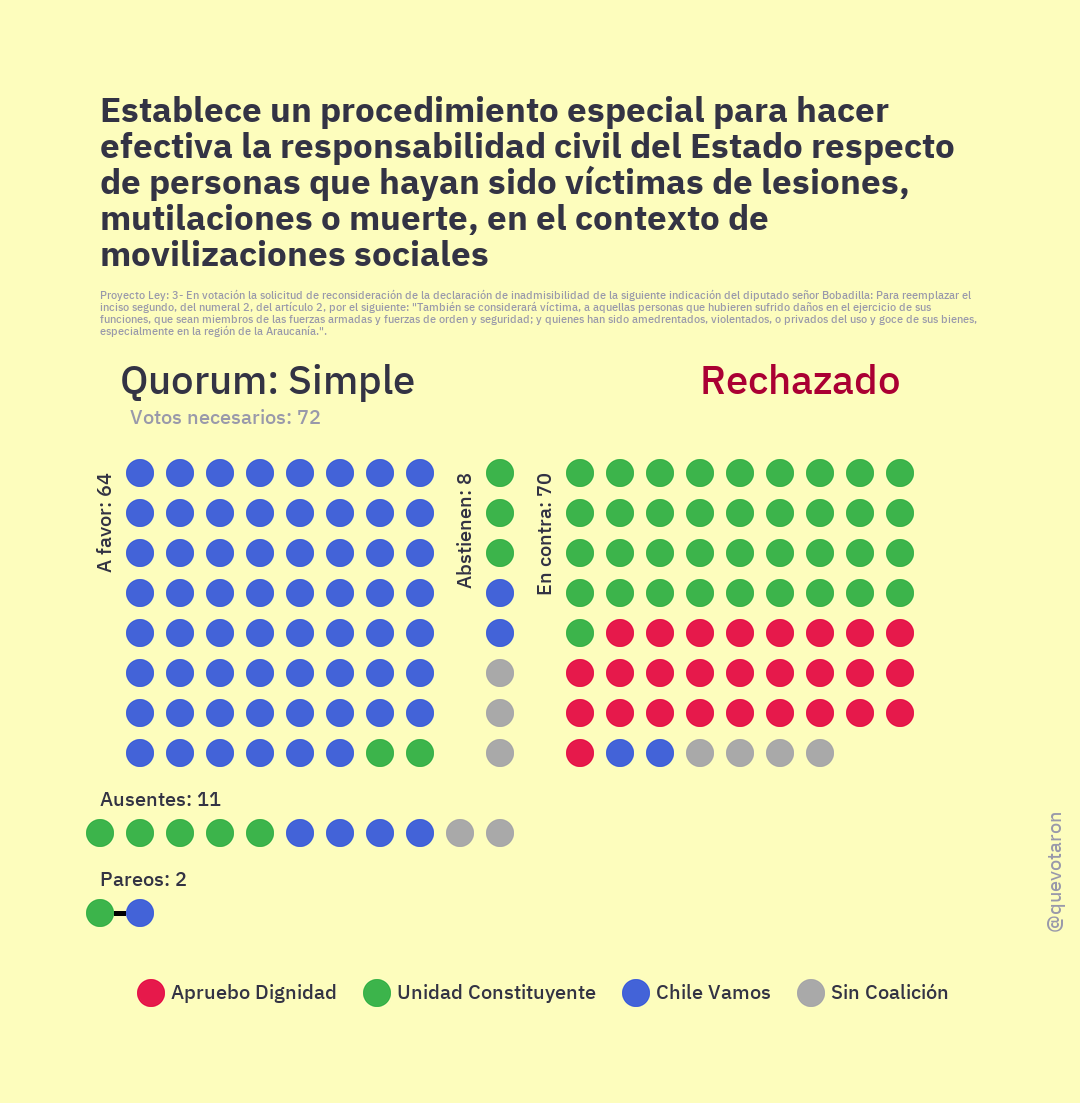 Establece un procedimiento especial para hacer
efectiva la responsabilidad civil del Estado respecto
de personas que hayan sido víctimas de lesiones,
mutilaciones o muerte, en el contexto de
movilizaciones sociales
Proyecto Ley: 3- En votación la solicitud de reconsideración de la declaración de inadmisibilidad de la siguiente indicación del diputado señor Bobadilla: Para reemplazar el
inciso segundo, del numeral 2, del artículo 2, por el siguiente: "También se considerará víctima, a aquellas personas que hubieren sufrido daños en el ejercicio de sus
funciones, que sean miembros de las fuerzas armadas y fuerzas de orden y seguridad; y quienes han sido amedrentados, violentados, o privados del uso y goce de sus bienes,
especialmente en la región de la Araucanía.".
Quorum: Simple
Rechazado
Votos necesarios: 72
A favor: 64
Abstienen: 8
En contra: 70
Ausentes: 11
Pareos: 2
@quevotaron
Apruebo Dignidad
Unidad Constituyente
Chile Vamos
Sin Coalición